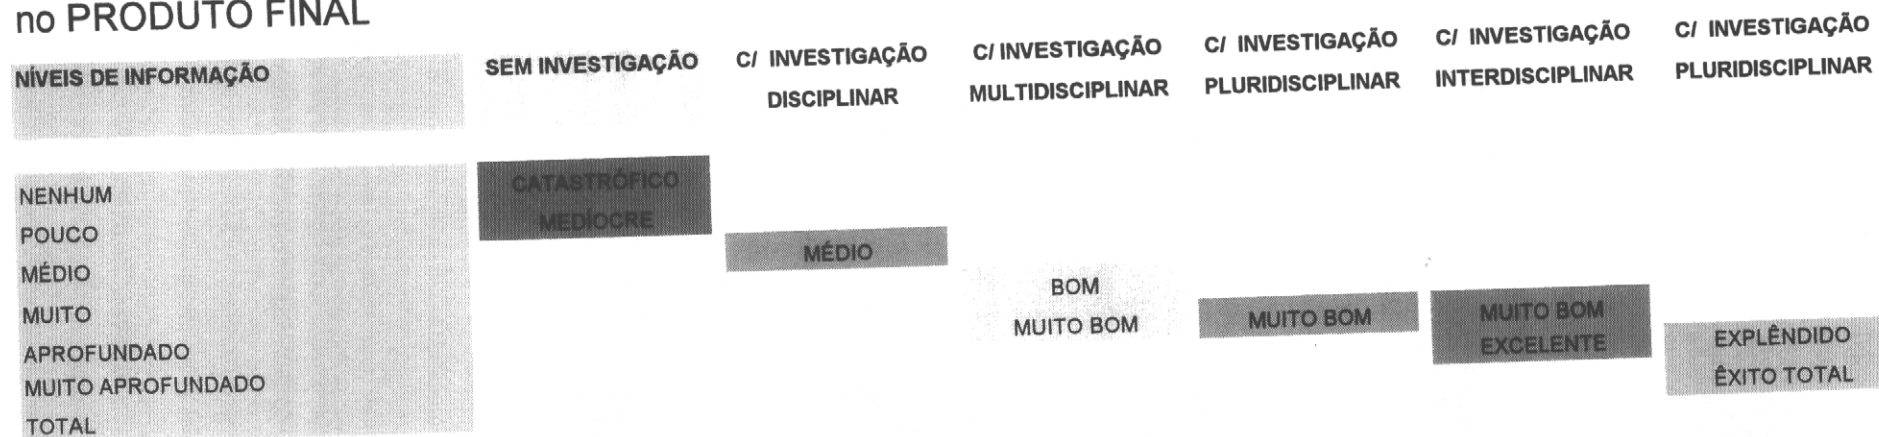 no PRODUTO FINAL
NÍVEIS DE INFORMAÇÃO SEM INVESTIGAÇÃO C/ INVESTIGAÇÃO DISCIPLINAR C/ INVESTIGAÇÃO MULTIDISCIPLINAR C/ INVESTIGAÇÃO PLURIDISCIPLINAR C/ INVESTIGAÇÃO INTERDISCIPLINAR C/ INVESTIGAÇÃO PLURIDISCIPLINAR
NENHUM CATASTRÓFICO
POUCO MEDÍOCRE
MÉDIO MÉDIO
MUITO BOM
APROFUNDADO MUITO BOM MUITO BOM MUITO BOM
MUITO APROFUNDADO EXCELENTE EXPLÊNDIDO
TOTAL ÊXITO TOTAL